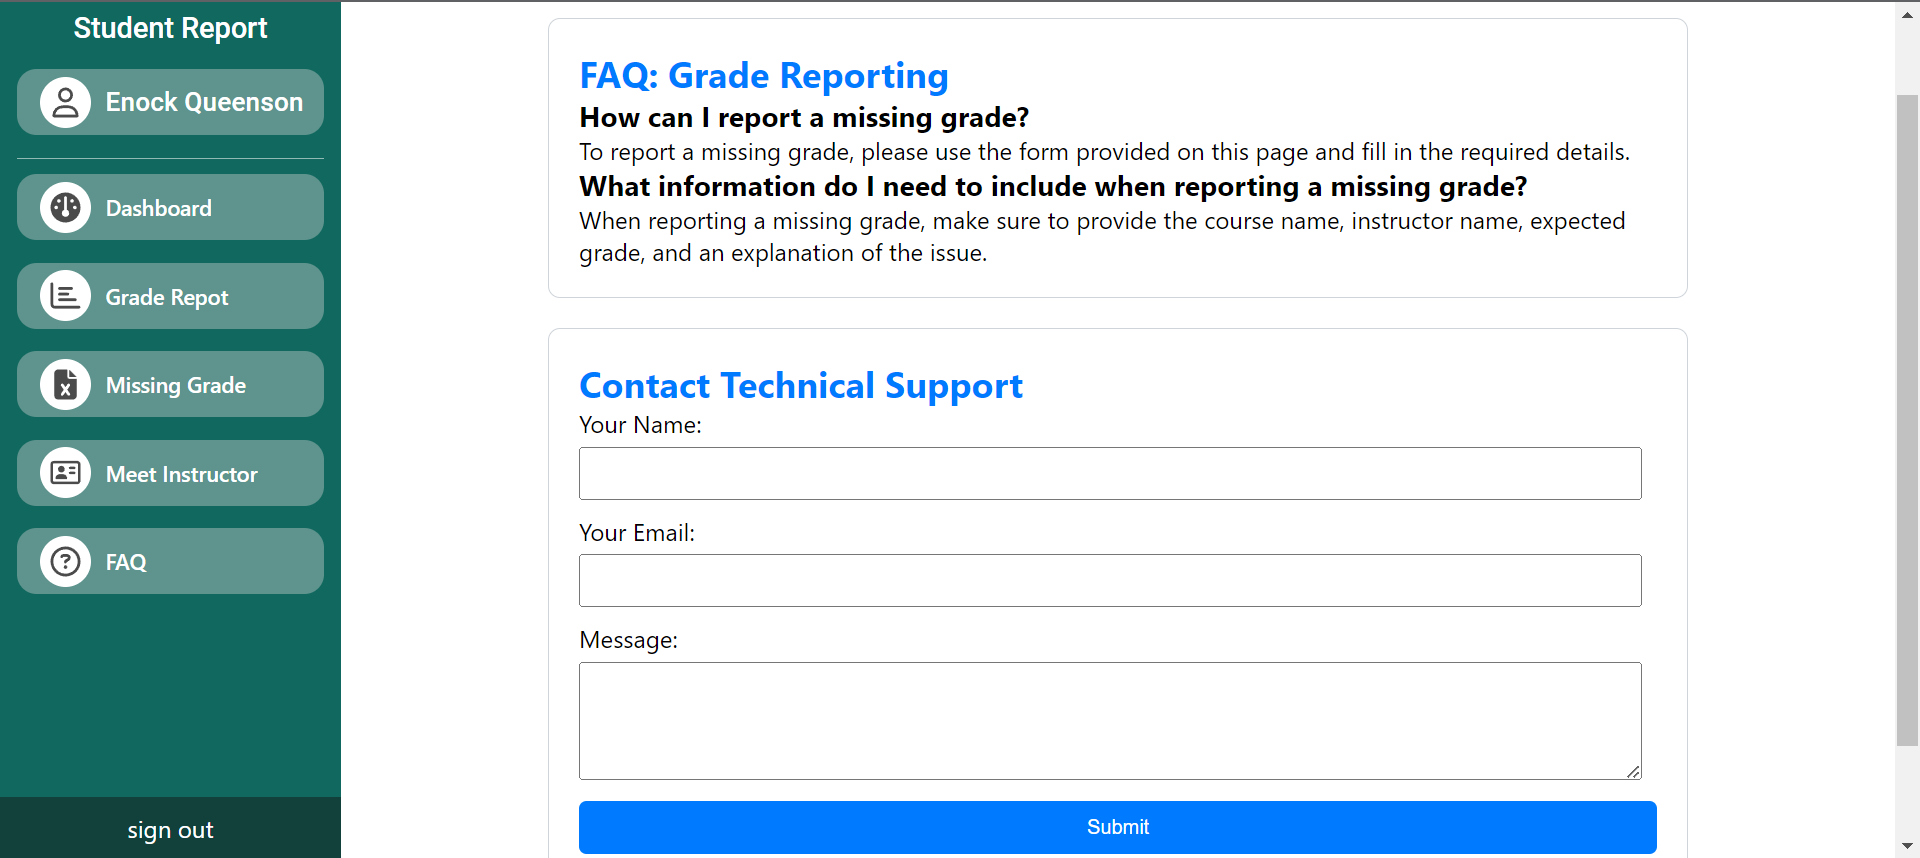 Student Report
Enock Queenson
Dashboard
Grade Repot
Missing Grade
Meet Instructor
FAQ
sign out
FAQ: Grade Reporting
How can I report a missing grade?
To report a missing grade, please use the form provided on this page and fill in the required details.
What information do I need to include when reporting a missing grade?
When reporting a missing grade, make sure to provide the course name, instructor name, expected
grade, and an explanation of the issue.
Contact Technical Support
Your Name:
Your Email:
Message:
Submit